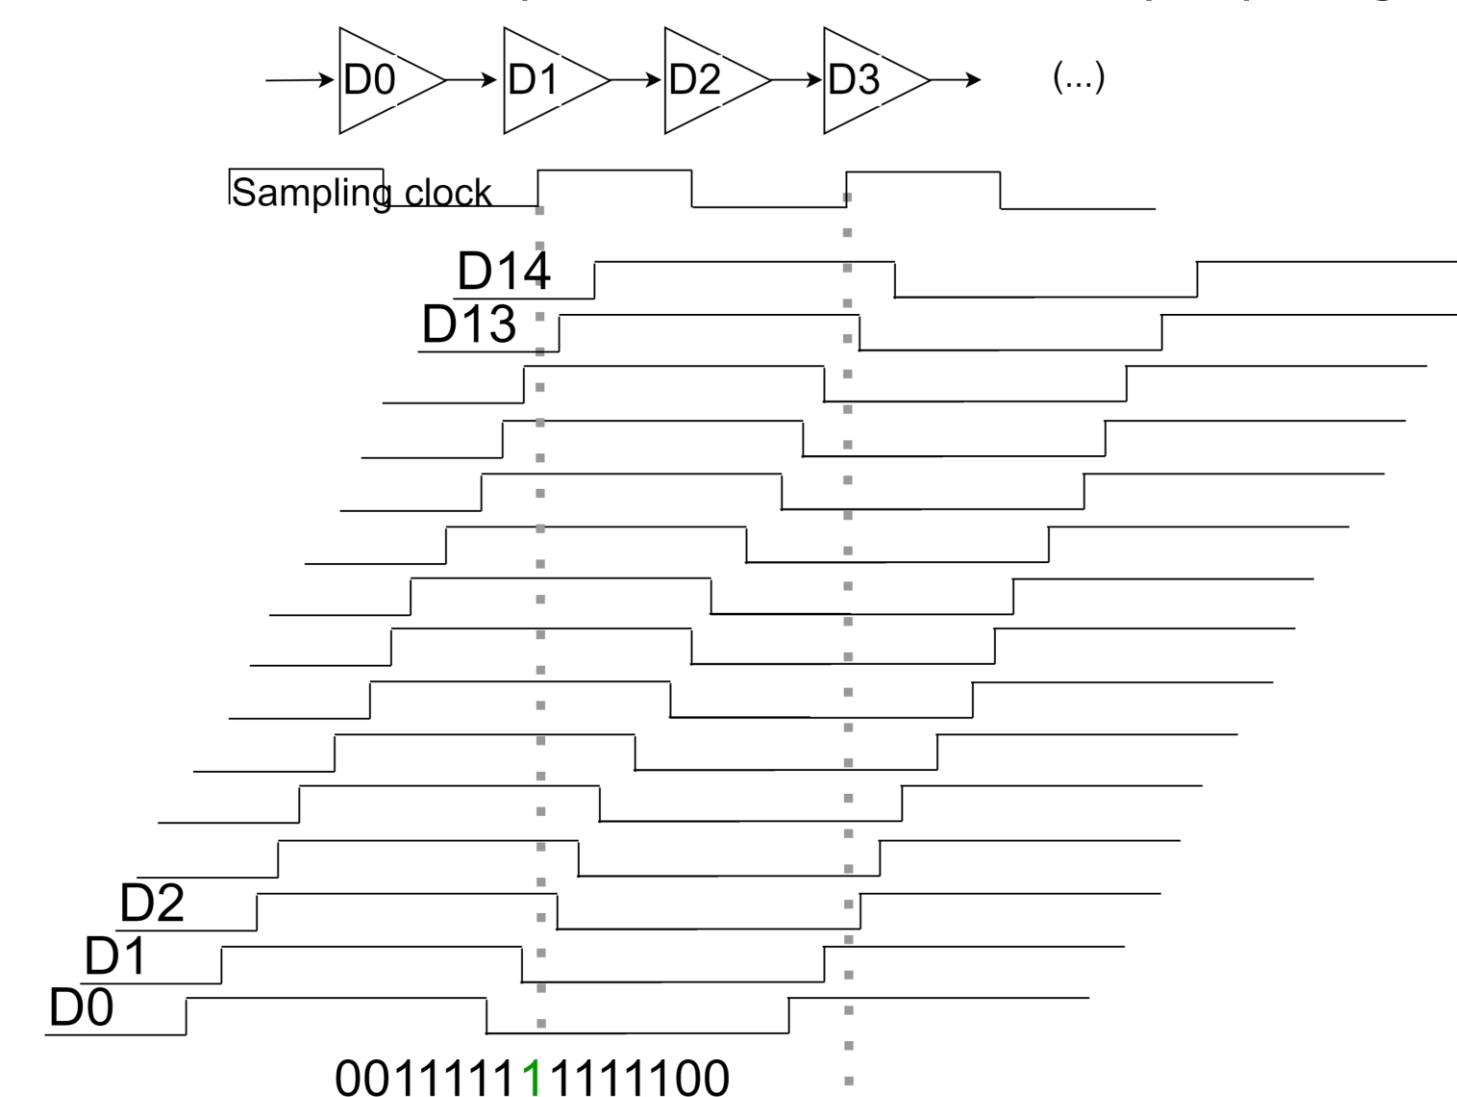 D0 D1 D2 D3 (...)
Sampling clock
D14
D13
D2
D1
D0
001111111111100